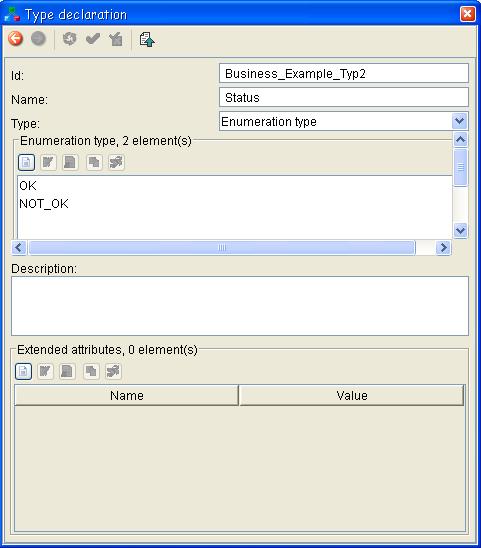 Type declaration
Id:
Business_Example_Typ2
Name:
Status
Type:
Enumeration type
Enumeration type, 2 element(s)
OK
NOT_OK
Description:
Extended attributes, 0 element(s)
Name Value